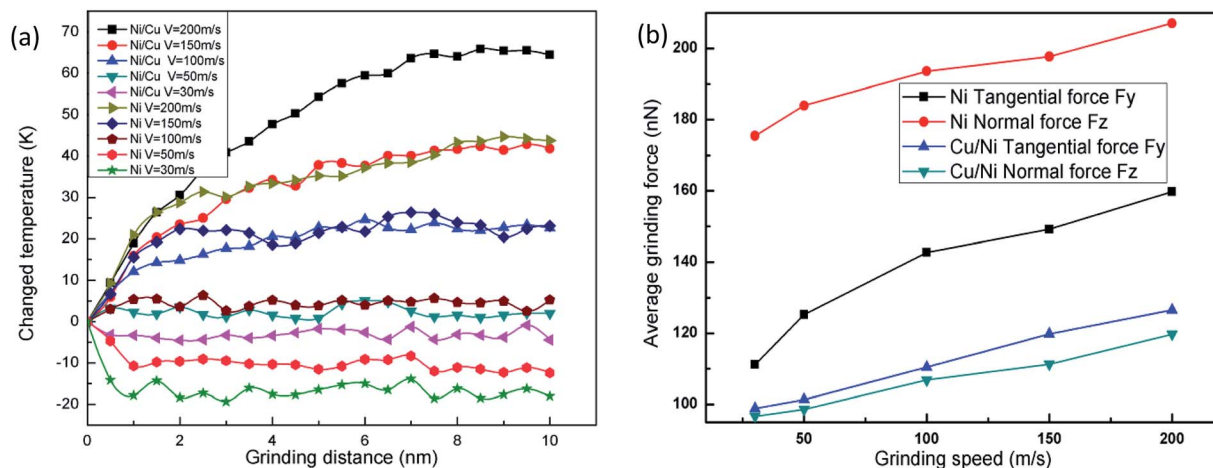 (a)
Changed temperature (K)
70
60
50
40
30
20
10
0
-10
-20
Ni/Cu V=200m/s
Ni/Cu V=150m/s
Ni/Cu V=100m/s
Ni/Cu V=50m/s
Ni/Cu V=30m/s
Ni V=200m/s
Ni V=150m/s
Ni V=100m/s
Ni V=50m/s
Ni V=30m/s
0 2 4 6 8 10
Grinding distance (nm)
(b)
Average grinding force (nN)
200
180
160
140
120
100
Ni Tangential force Fy
Ni Normal force Fz
Cu/Ni Tangential force Fy
Cu/Ni Normal force Fz
50 100 150 200
Grinding speed (m/s)